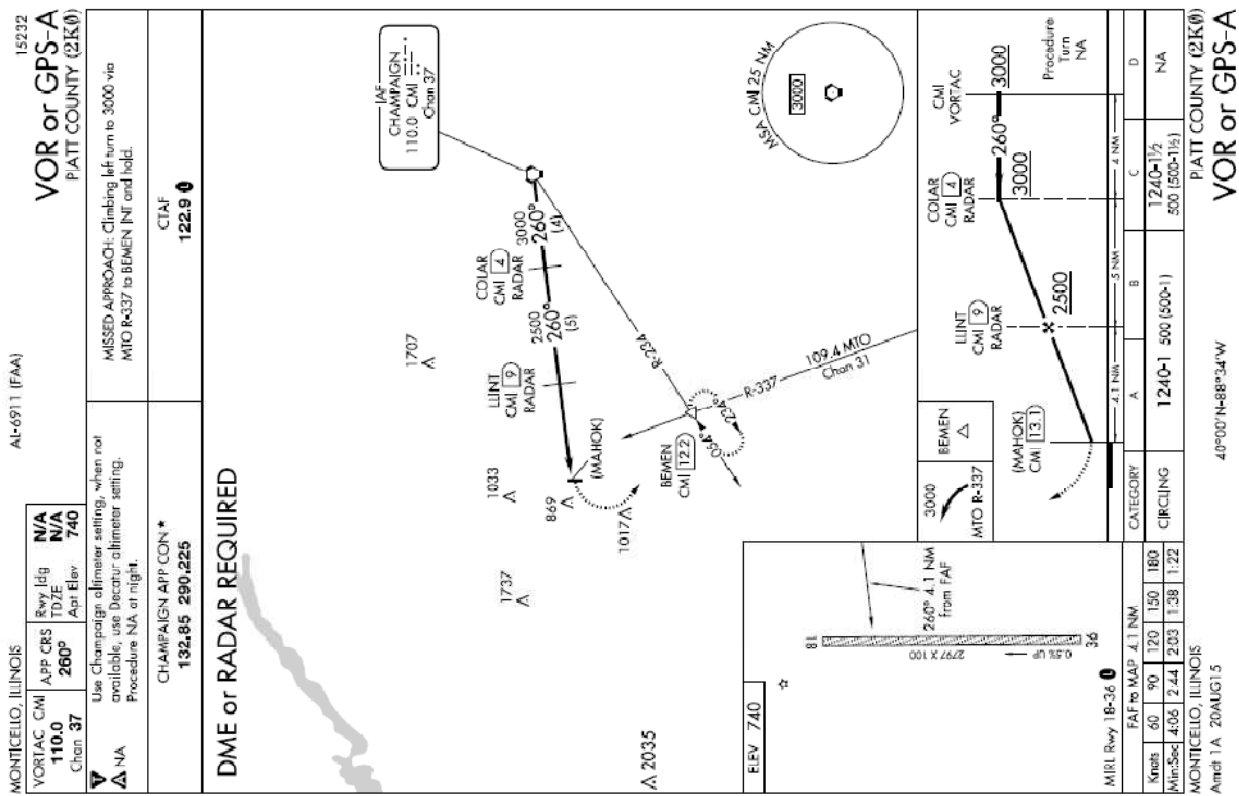 MONTICELLO, ILLINOIS
AL-6911 (FAA)
15232
VORTAC CMI
110.0
Chan 37
APP CRS
260°
Rwy ldg N/A
TDZE N/A
Apt Elev 740
VOR or GPS-A
PIATT COUNTY (2KØ)
▼
△ NA
Use Champaign altimeter setting, when not
available, use Decatur altimeter setting.
Procedure NA at night.
MISSED APPROACH: Climbing left turn to 3000 via
MTO R-337 to BEMEN INT and hold.
CHAMPAIGN APP CON *
132.85 290.225
CTAF
122.9 L
DME or RADAR REQUIRED
IAF
CHAMPAIGN
110.0 CMI
Chan 37
1707
COLAR
CMI 4
RADAR
3000
260°
(4)
LLINT
CMI 9
RADAR
2500
260°
(5)
1033
869
(MAHOK)
1737
1017
R-234
BEMEN
CMI 12.2
054°
234°
R-337
109.4 MTO
Chan 31
MSA CMI 25 NM
3000
2035
ELEV 740
18
2797 X 100
0.5% UP
36
260° 4.1 NM
from FAF
MIRL Rwy 18-36 L
FAF to MAP 4.1 NM
Knots 60 90 120 150 180
Min:Sec 4:06 2:44 2:03 1:38 1:22
3000
MTO R-337
BEMEN
(MAHOK)
CMI 13.1
LLINT
CMI 9
RADAR
COLAR
CMI 4
RADAR
CMI
VORTAC
2500
3000
260°
3000
Procedure
Turn
NA
4.1 NM
5 NM
4 NM
CATEGORY A B C D
CIRCLING 1240-1 500 (500-1) 1240-1½ 500 (500-1½) NA
MONTICELLO, ILLINOIS
Amdt 1A 20AUG15
40°00'N-88°34'W
PIATT COUNTY (2KØ)
VOR or GPS-A